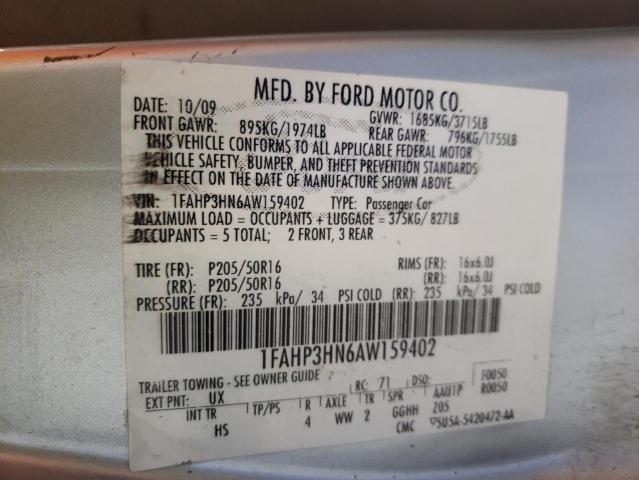 MFD. BY FORD MOTOR CO.
DATE: 10/09 GVWR: 1685KG/3715LB
FRONT GAWR: 895KG/1974LB REAR GAWR: 796KG/1755LB
THIS VEHICLE CONFORMS TO ALL APPLICABLE FEDERAL MOTOR
VEHICLE SAFETY, BUMPER, AND THEFT PREVENTION STANDARDS
IN EFFECT ON THE DATE OF MANUFACTURE SHOWN ABOVE.
VIN: 1FAHP3HN6AW159402 TYPE: Passenger Car
MAXIMUM LOAD = OCCUPANTS + LUGGAGE = 375KG/ 827LB
OCCUPANTS = 5 TOTAL; 2 FRONT, 3 REAR
TIRE (FR): P205/50R16 RIMS (FR): 16x6.0J
(RR): P205/50R16 (RR): 16x6.0J
PRESSURE (FR): 235 kPa/ 34 PSI COLD (RR): 235 kPa/ 34 PSI COLD
1FAHP3HN6AW159402
TRAILER TOWING - SEE OWNER GUIDE
EXT PNT: UX RC: 71 DSO: F0050
INT TR TP/PS R AXLE TR SPR AAU1P R0050
HS 4 WW 2 GGHH 205
CMC 5U5A-5420472-AA